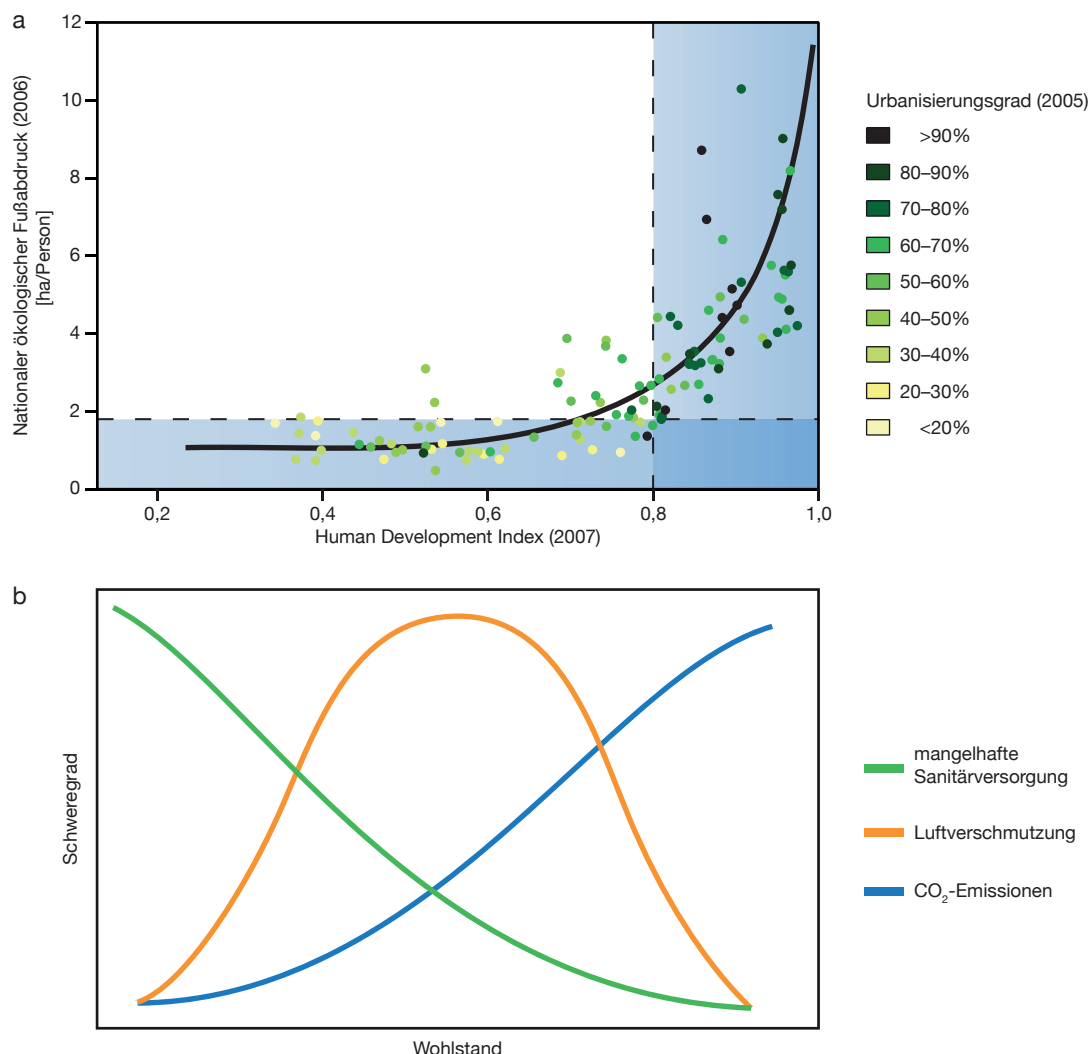 a
Nationaler ökologischer Fußabdruck (2006)
[ha/Person]
12
10
8
6
4
2
0
0,2
0,4
0,6
0,8
1,0
Human Development Index (2007)
Urbanisierungsgrad (2005)
>90%
80–90%
70–80%
60–70%
50–60%
40–50%
30–40%
20–30%
<20%
b
Schweregrad
Wohlstand
mangelhafte
Sanitärversorgung
Luftverschmutzung
CO₂-Emissionen